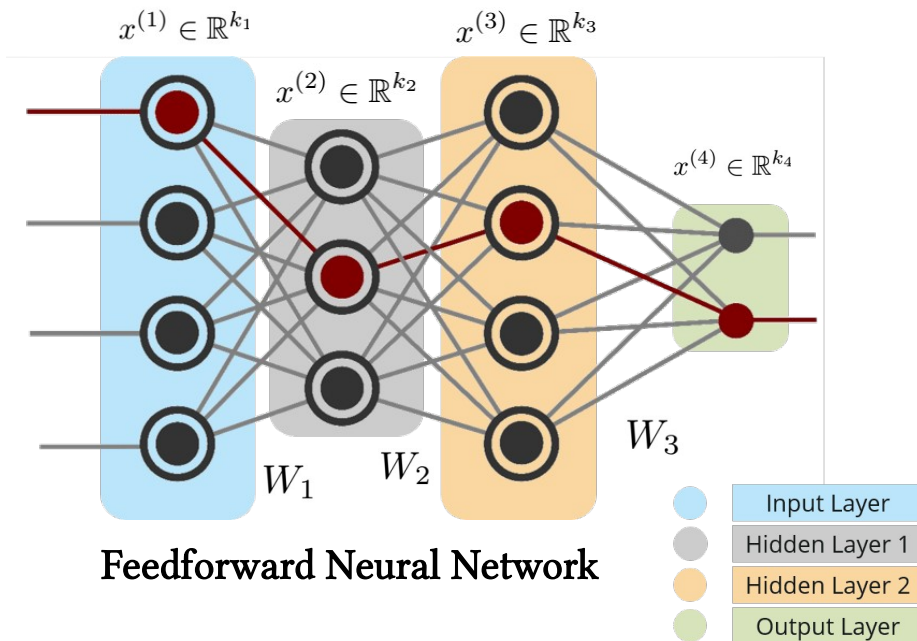 x^{(1)} ∈ ℝ^{k_1}
x^{(3)} ∈ ℝ^{k_3}
x^{(2)} ∈ ℝ^{k_2}
x^{(4)} ∈ ℝ^{k_4}
W_1
W_2
W_3
Feedforward Neural Network
Input Layer
Hidden Layer 1
Hidden Layer 2
Output Layer